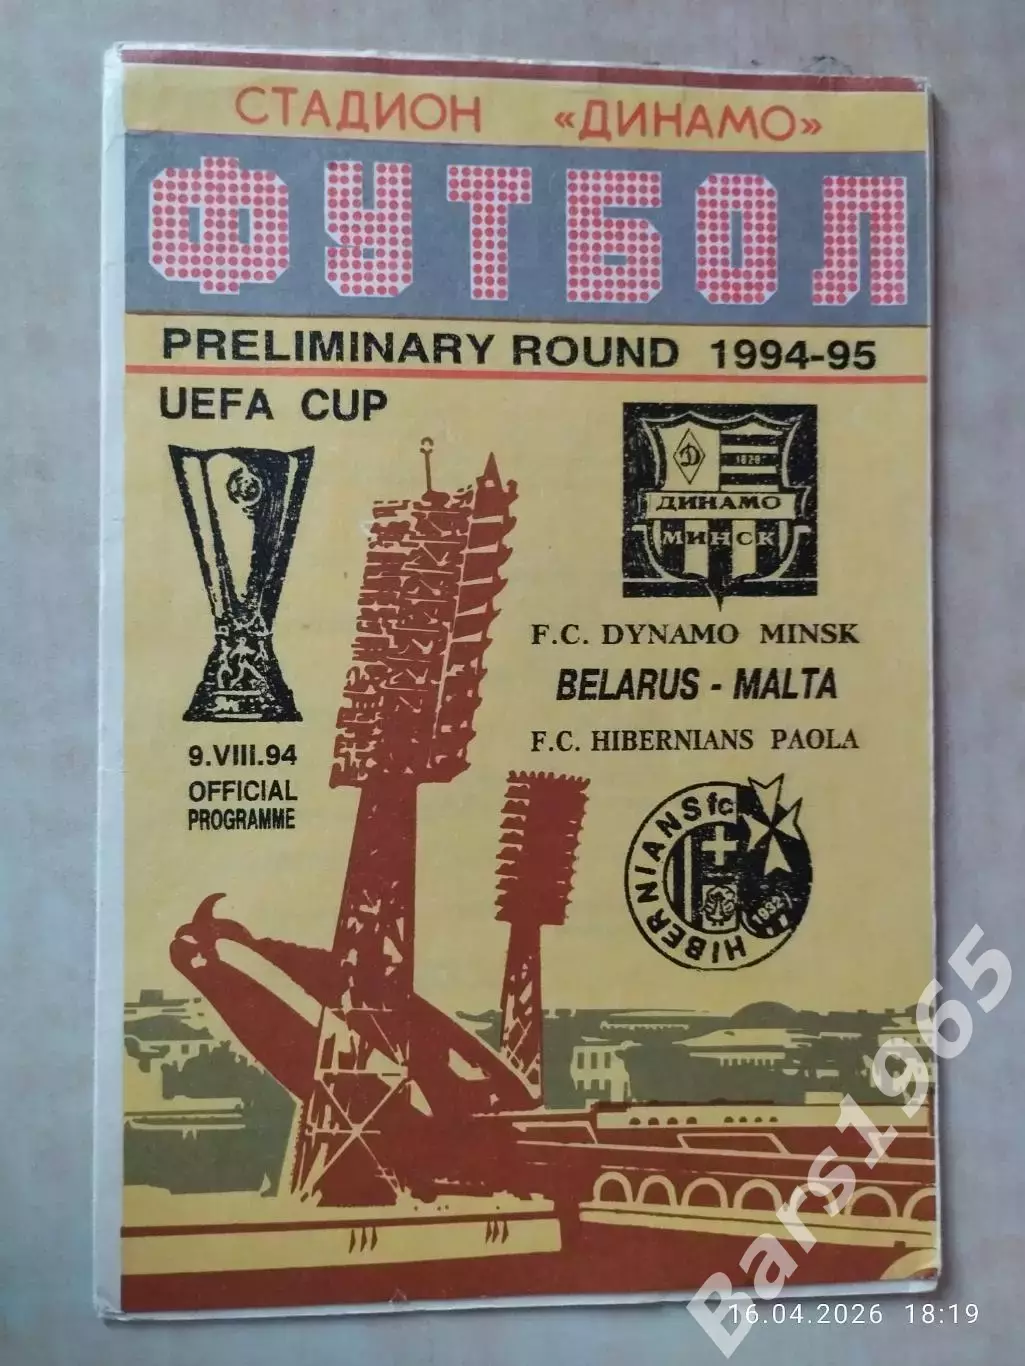 СТАДИОН «ДИНАМО»
ФУТБОЛ
PRELIMINARY ROUND 1994-95
UEFA CUP
Д
ДИНАМО
МИНСК
F.C. DYNAMO MINSK
BELARUS - MALTA
F.C. HIBERNIANS PAOLA
9.VIII.94
OFFICIAL
PROGRAMME
HIBERNIANS fc
1932
Bars1965
16.04.2026 18:19